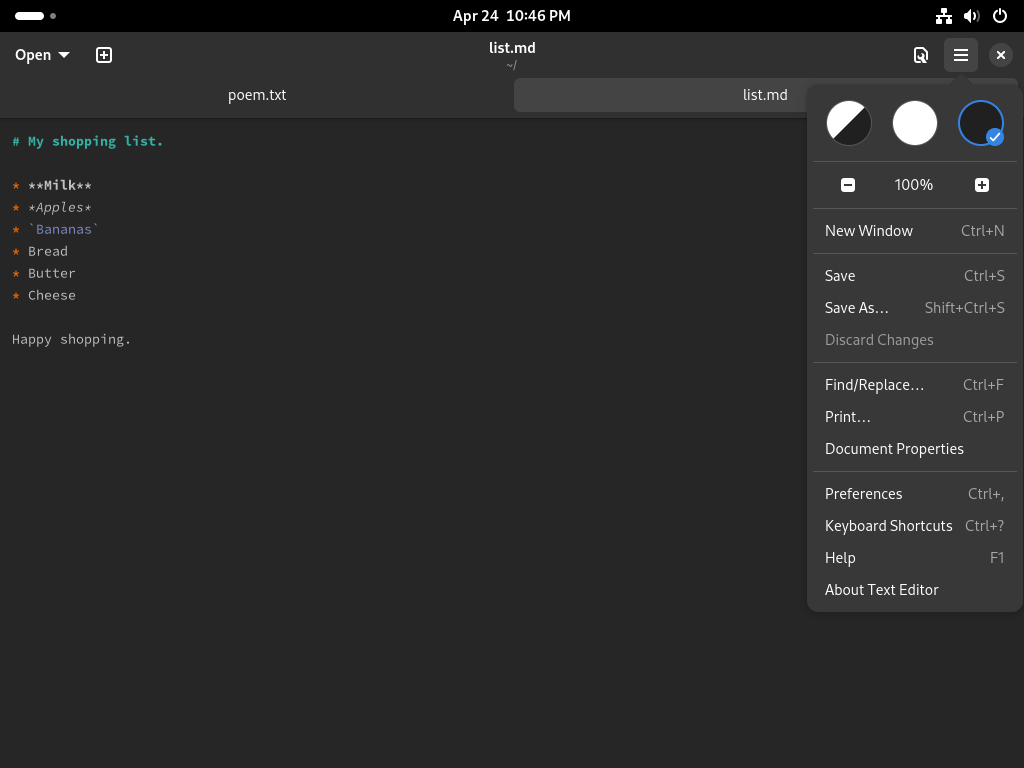 Apr 24  10:46 PM
Open
list.md
~/
poem.txt
list.md
# My shopping list.
* **Milk**
* *Apples*
* `Bananas`
* Bread
* Butter
* Cheese
Happy shopping.
100%
New Window Ctrl+N
Save Ctrl+S
Save As… Shift+Ctrl+S
Discard Changes
Find/Replace… Ctrl+F
Print… Ctrl+P
Document Properties
Preferences Ctrl+,
Keyboard Shortcuts Ctrl+?
Help F1
About Text Editor